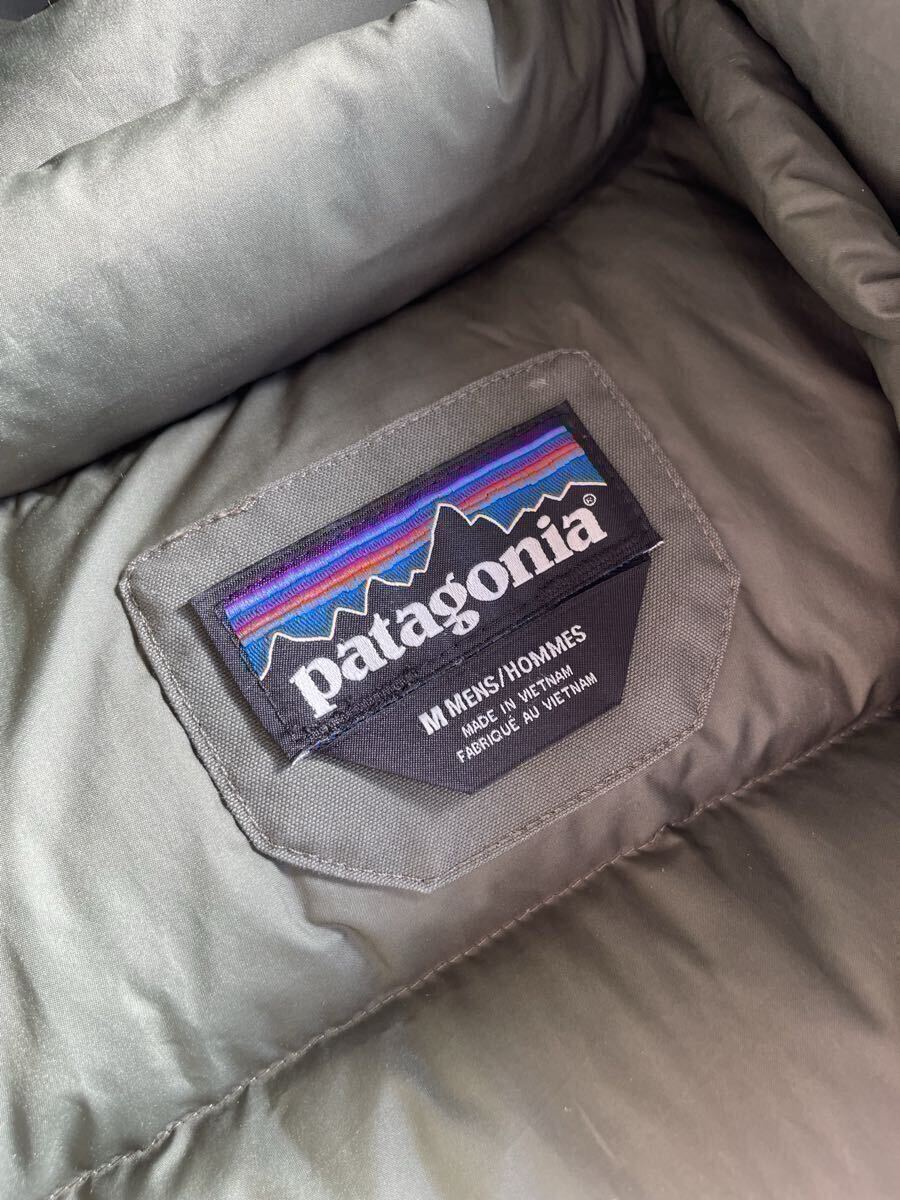 patagonia®
M MENS/HOMMES
MADE IN VIETNAM
FABRIQUÉ AU VIETNAM